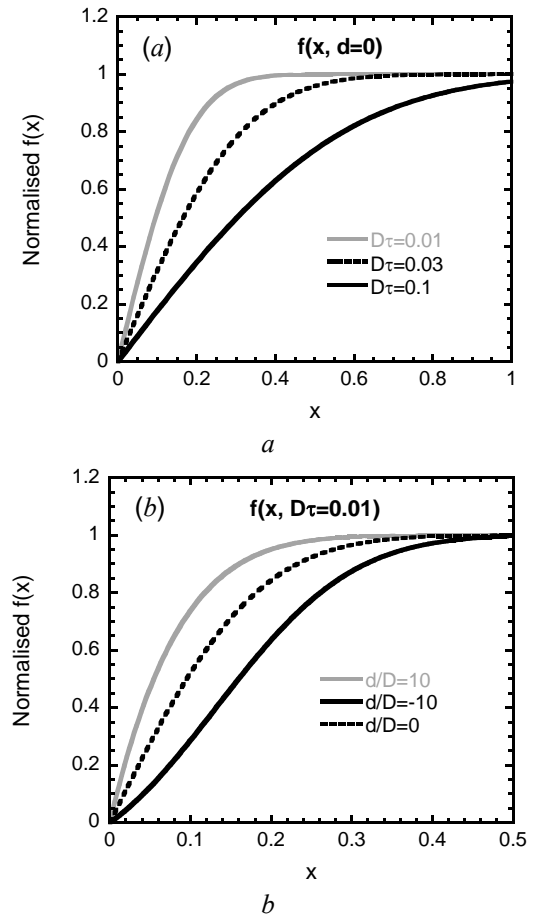 1.2
(a)
f(x, d=0)
1
0.8
0.6
0.4
0.2
0
Normalised f(x)
Dτ=0.01
Dτ=0.03
Dτ=0.1
0
0.2
0.4
0.6
0.8
1
x
a
1.2
(b)
f(x, Dτ=0.01)
1
0.8
0.6
0.4
0.2
0
Normalised f(x)
d/D=10
d/D=-10
d/D=0
0
0.1
0.2
0.3
0.4
0.5
x
b